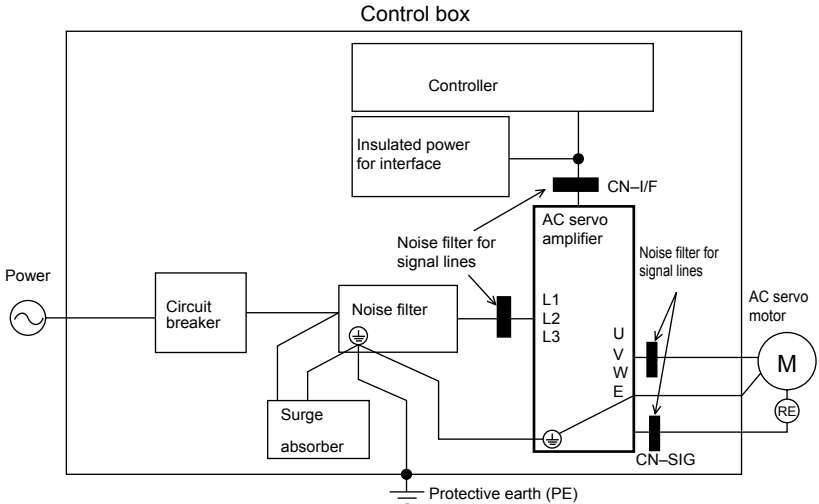 Control box
Controller
Insulated power
for interface
CN–I/F
AC servo
amplifier
Noise filter for
signal lines
Noise filter for
signal lines
Power
Circuit
breaker
Noise filter
L1
L2
L3
U
V
W
E
AC servo
motor
M
RE
Surge
absorber
CN–SIG
Protective earth (PE)